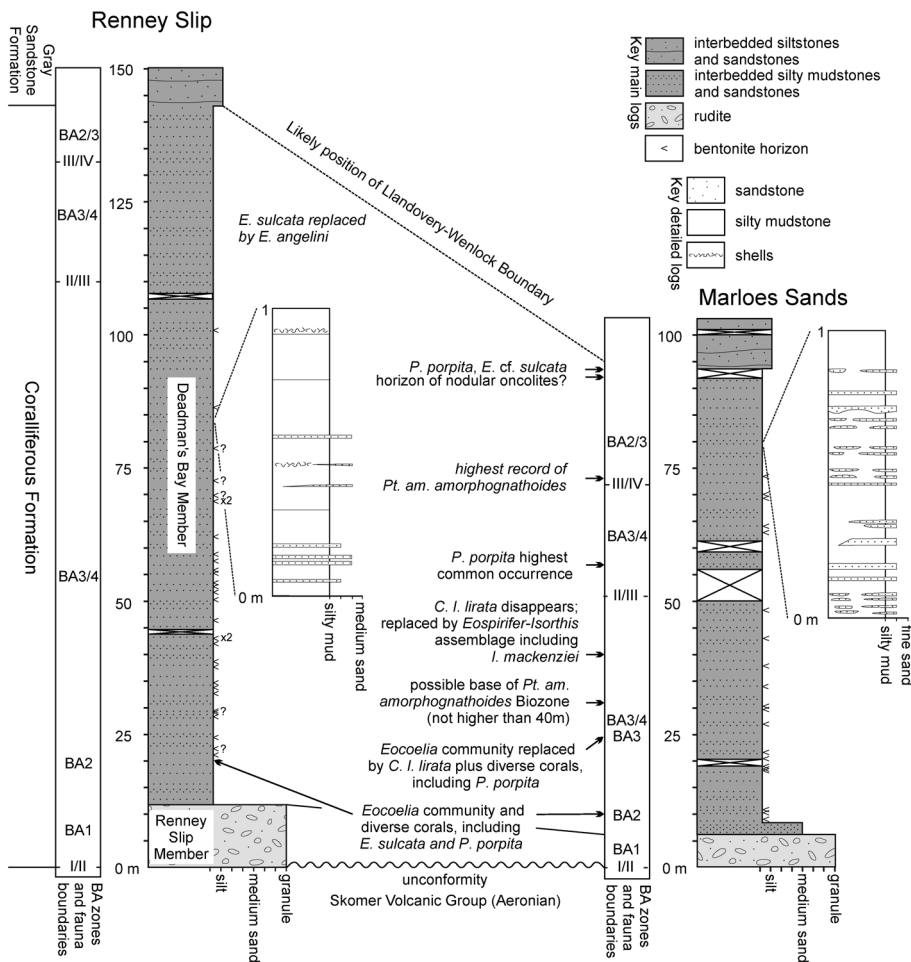 Renney Slip
Gray
Sandstone
Formation
Coralliferous Formation
BA2/3
III/IV
BA3/4
II/III
BA3/4
BA2
BA1
I/II
BA zones
and fauna
boundaries
150
125
100
75
50
25
0 m
Deadman's Bay Member
Renney
Slip
Member
?
?
x2
x2
?
?
silt
medium sand
granule
E. sulcata replaced
by E. angelini
1
0 m
silty mud
medium sand
Likely position of Llandovery-Wenlock Boundary
Key main logs
interbedded siltstones
and sandstones
interbedded silty mudstones
and sandstones
rudite
<
bentonite horizon
Key detailed logs
sandstone
silty mudstone
shells
Marloes Sands
P. porpita, E. cf. sulcata
horizon of nodular oncolites?
highest record of
Pt. am. amorphognathoides
P. porpita highest
common occurrence
C. l. lirata disappears;
replaced by Eospirifer-Isorthis
assemblage including
I. mackenziei
possible base of Pt. am.
amorphognathoides Biozone
(not higher than 40m)
Eocoelia community replaced
by C. l. lirata plus diverse corals,
including P. porpita
Eocoelia community and
diverse corals, including
E. sulcata and P. porpita
unconformity
Skomer Volcanic Group (Aeronian)
BA2/3
III/IV
BA3/4
II/III
BA3/4
BA3
BA2
BA1
I/II
BA zones
and fauna
boundaries
100
75
50
25
0 m
silt
medium sand
granule
1
0 m
silty mud
fine sand